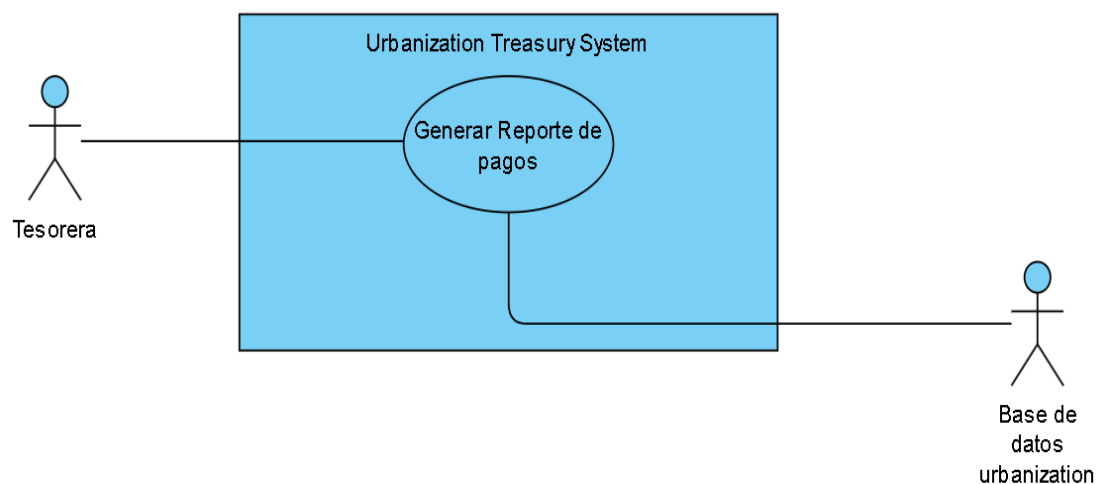 Urbanization Treasury System
Generar Reporte de
pagos
Tesorera
Base de
datos
urbanization